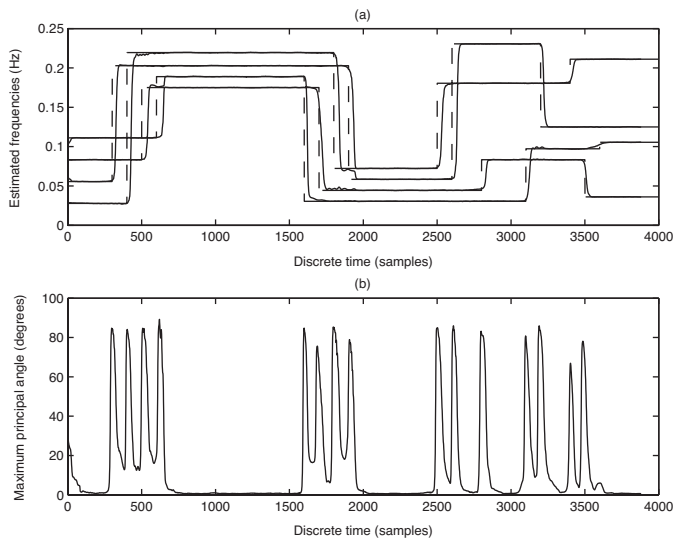 (a)
Estimated frequencies (Hz)
0.25
0.2
0.15
0.1
0.05
0
0 500 1000 1500 2000 2500 3000 3500 4000
Discrete time (samples)
(b)
Maximum principal angle (degrees)
100
80
60
40
20
0
0 500 1000 1500 2000 2500 3000 3500 4000
Discrete time (samples)